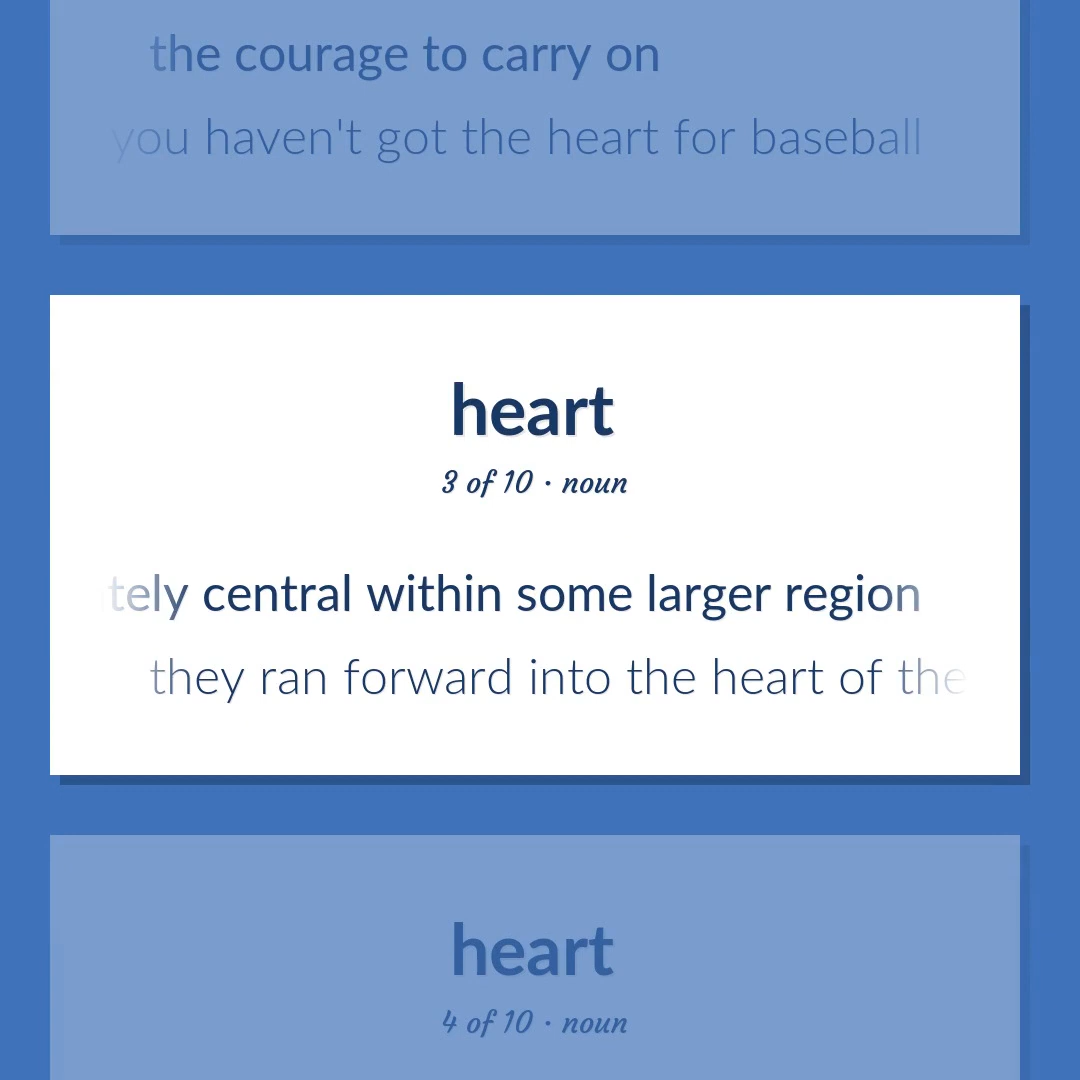 the courage to carry on
you haven't got the heart for baseball
heart
3 of 10 · noun
tely central within some larger region
they ran forward into the heart of the
heart
4 of 10 · noun